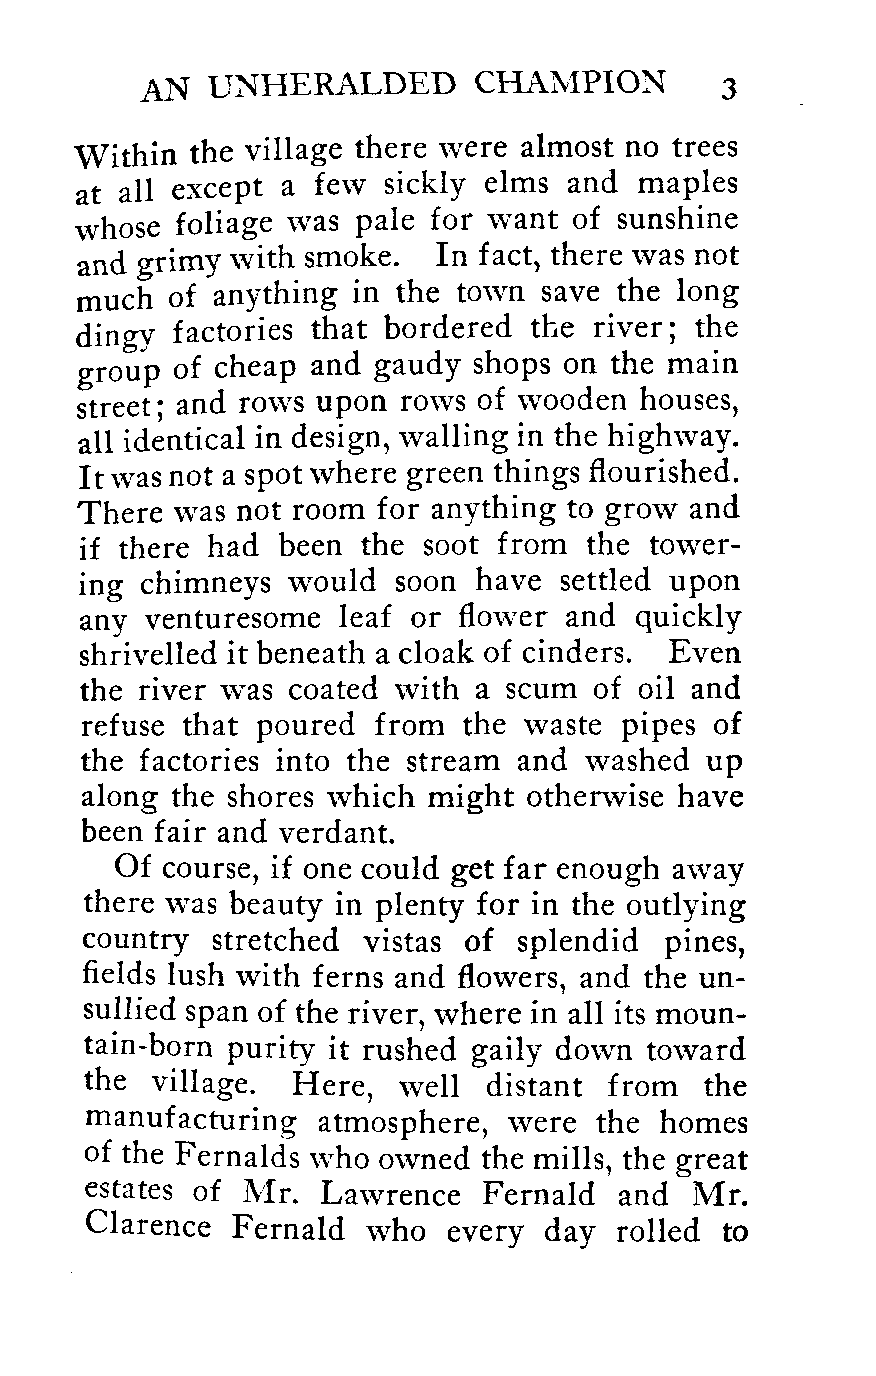 AN UNHERALDED CHAMPION 3
Within the village there were almost no trees
at all except a few sickly elms and maples
whose foliage was pale for want of sunshine
and grimy with smoke. In fact, there was not
much of anything in the town save the long
dingy factories that bordered the river; the
group of cheap and gaudy shops on the main
street; and rows upon rows of wooden houses,
all identical in design, walling in the highway.
It was not a spot where green things flourished.
There was not room for anything to grow and
if there had been the soot from the tower-
ing chimneys would soon have settled upon
any venturesome leaf or flower and quickly
shrivelled it beneath a cloak of cinders. Even
the river was coated with a scum of oil and
refuse that poured from the waste pipes of
the factories into the stream and washed up
along the shores which might otherwise have
been fair and verdant.
Of course, if one could get far enough away
there was beauty in plenty for in the outlying
country stretched vistas of splendid pines,
fields lush with ferns and flowers, and the un-
sullied span of the river, where in all its moun-
tain-born purity it rushed gaily down toward
the village. Here, well distant from the
manufacturing atmosphere, were the homes
of the Fernalds who owned the mills, the great
estates of Mr. Lawrence Fernald and Mr.
Clarence Fernald who every day rolled to